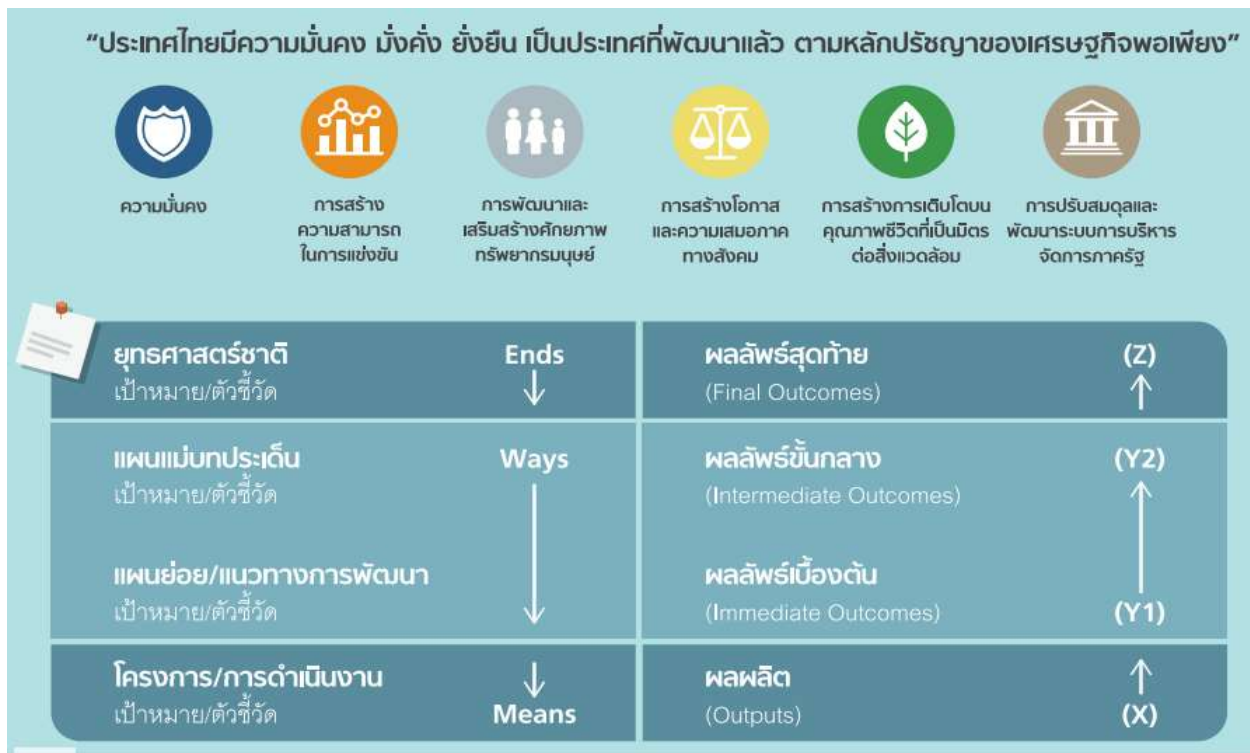 “ประเทศไทยมีความมั่นคง มั่งคั่ง ยั่งยืน เป็นประเทศที่พัฒนาแล้ว ตามหลักปรัชญาของเศรษฐกิจพอเพียง”
ความมั่นคง
การสร้าง
ความสามารถ
ในการแข่งขัน
การพัฒนาและ
เสริมสร้างศักยภาพ
ทรัพยากรมนุษย์
การสร้างโอกาส
และความเสมอภาค
ทางสังคม
การสร้างการเติบโตบน
คุณภาพชีวิตที่เป็นมิตร
ต่อสิ่งแวดล้อม
การปรับสมดุลและ
พัฒนาระบบการบริหาร
จัดการภาครัฐ
ยุทธศาสตร์ชาติ Ends
เป้าหมาย/ตัวชี้วัด
ผลลัพธ์สุดท้าย (Z)
(Final Outcomes)
แผนแม่บทประเด็น Ways
เป้าหมาย/ตัวชี้วัด
ผลลัพธ์ขั้นกลาง (Y2)
(Intermediate Outcomes)
แผนย่อย/แนวทางการพัฒนา
เป้าหมาย/ตัวชี้วัด
ผลลัพธ์เบื้องต้น
(Immediate Outcomes) (Y1)
โครงการ/การดำเนินงาน
เป้าหมาย/ตัวชี้วัด Means
ผลผลิต
(Outputs) (X)